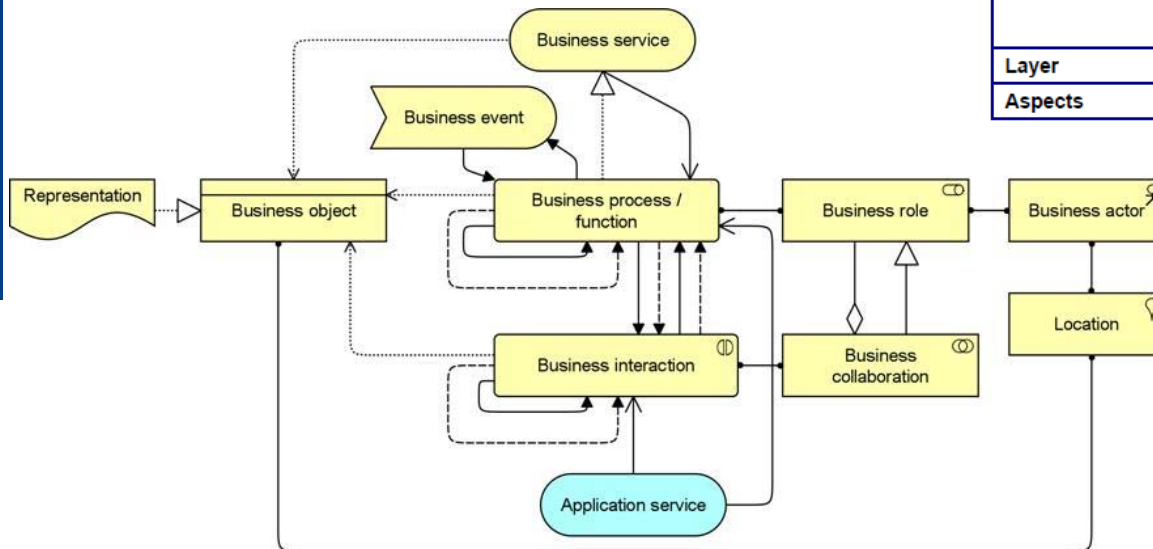 Business service
Layer
Aspects
Business event
Representation
Business object
Business process /
function
Business role
Business actor
Location
Business interaction
Business
collaboration
Application service